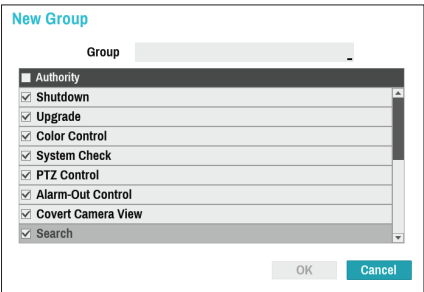 New Group
Group
Authority
Shutdown
Upgrade
Color Control
System Check
PTZ Control
Alarm-Out Control
Covert Camera View
Search
OK Cancel